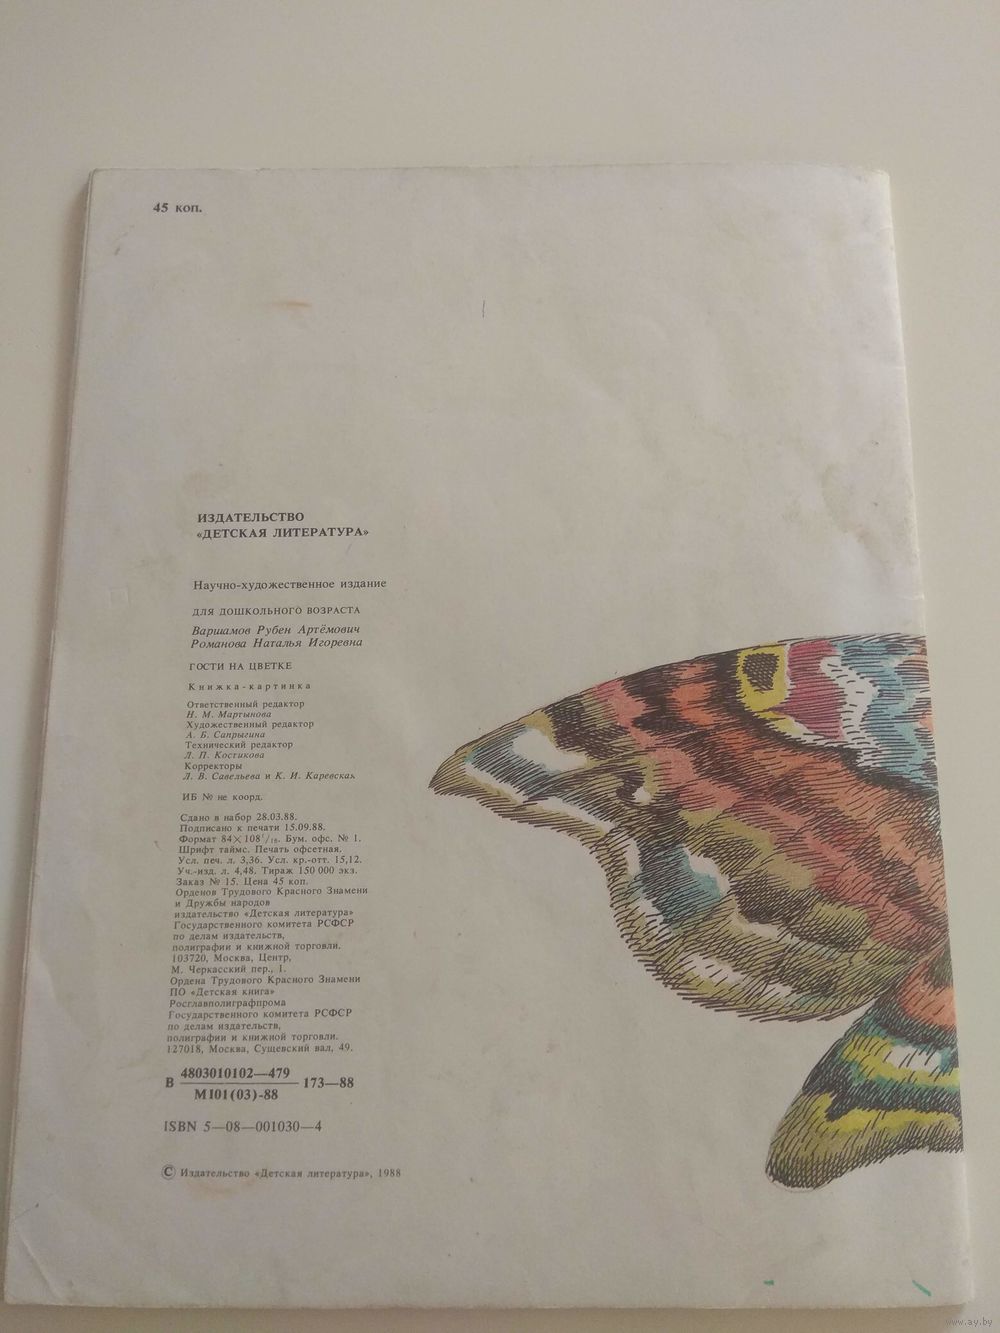 45 коп.
ИЗДАТЕЛЬСТВО
«ДЕТСКАЯ ЛИТЕРАТУРА»
Научно-художественное издание
ДЛЯ ДОШКОЛЬНОГО ВОЗРАСТА
Варшамов Рубен Артёмович
Романова Наталья Игоревна
ГОСТИ НА ЦВЕТКЕ
Книжка-картинка
Ответственный редактор
Н. М. Мартынова
Художественный редактор
А. Б. Сапрыгина
Технический редактор
Л. П. Костикова
Корректоры
Л. В. Савельева и К. И. Каревская
ИБ № не коорд.
Сдано в набор 28.03.88.
Подписано к печати 15.09.88.
Формат 84×108¹/₁₆. Бум. офс. № 1.
Шрифт таймс. Печать офсетная.
Усл. печ. л. 3,36. Усл. кр.-отт. 15,12.
Уч.-изд. л. 4,48. Тираж 150 000 экз.
Заказ № 15. Цена 45 коп.
Орденов Трудового Красного Знамени
и Дружбы народов
издательство «Детская литература»
Государственного комитета РСФСР
по делам издательств,
полиграфии и книжной торговли.
103720, Москва, Центр,
М. Черкасский пер., 1.
Ордена Трудового Красного Знамени
ПО «Детская книга»
Росглавполиграфпрома
Государственного комитета РСФСР
по делам издательств,
полиграфии и книжной торговли.
127018, Москва, Сущевский вал, 49.
4803010102—479
В 173—88
М101(03)-88
ISBN 5—08—001030—4
© Издательство «Детская литература», 1988
www.ay.by